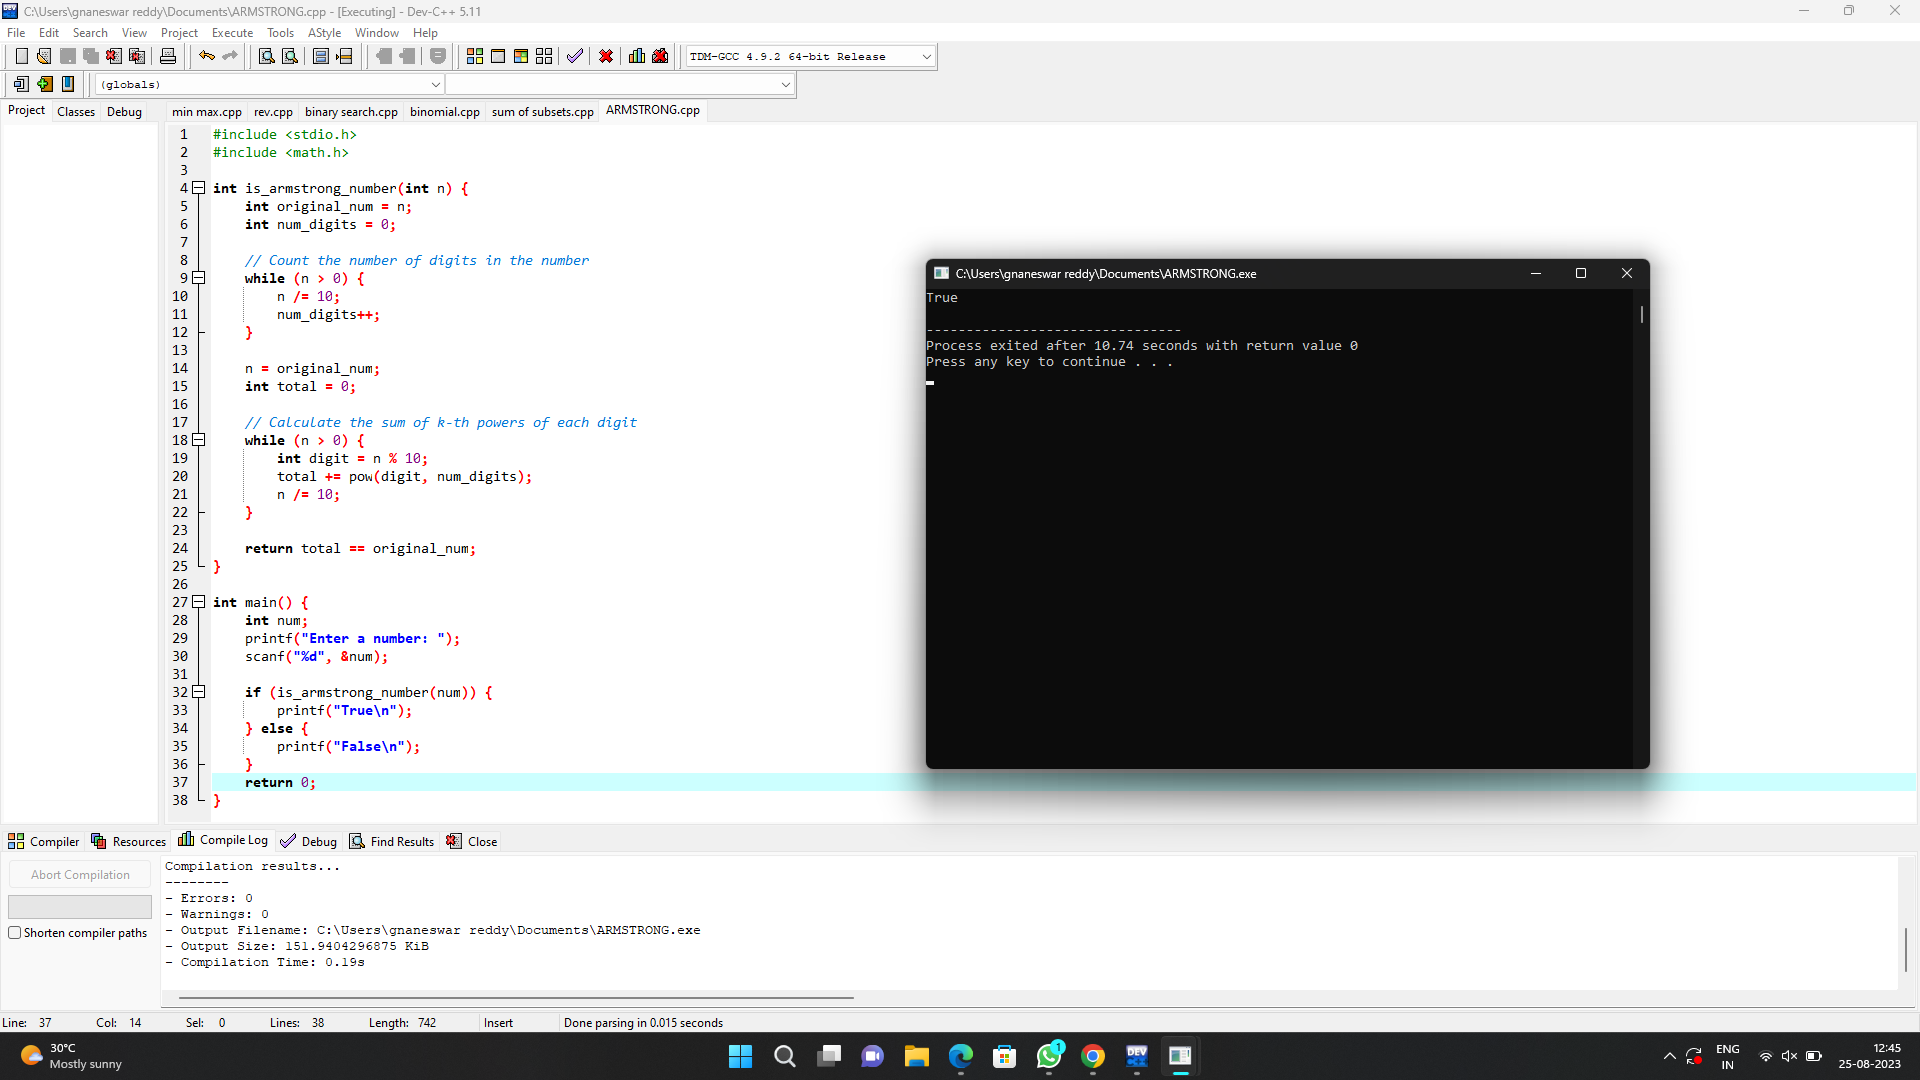 C:\Users\gnaneswar reddy\Documents\ARMSTRONG.cpp - [Executing] - Dev-C++ 5.11
File Edit Search View Project Execute Tools AStyle Window Help
TDM-GCC 4.9.2 64-bit Release
(globals)
Project Classes Debug
min max.cpp rev.cpp binary search.cpp binomial.cpp sum of subsets.cpp ARMSTRONG.cpp
1 #include <stdio.h>
2 #include <math.h>
3
4 int is_armstrong_number(int n) {
5 int original_num = n;
6 int num_digits = 0;
7
8 // Count the number of digits in the number
9 while (n > 0) {
10 n /= 10;
11 num_digits++;
12 }
13
14 n = original_num;
15 int total = 0;
16
17 // Calculate the sum of k-th powers of each digit
18 while (n > 0) {
19 int digit = n % 10;
20 total += pow(digit, num_digits);
21 n /= 10;
22 }
23
24 return total == original_num;
25 }
26
27 int main() {
28 int num;
29 printf("Enter a number: ");
30 scanf("%d", &num);
31
32 if (is_armstrong_number(num)) {
33 printf("True\n");
34 } else {
35 printf("False\n");
36 }
37 return 0;
38 }
C:\Users\gnaneswar reddy\Documents\ARMSTRONG.exe
True
--------------------------------
Process exited after 10.74 seconds with return value 0
Press any key to continue . . .
Compiler Resources Compile Log Debug Find Results Close
Abort Compilation
Shorten compiler paths
Compilation results...
--------
- Errors: 0
- Warnings: 0
- Output Filename: C:\Users\gnaneswar reddy\Documents\ARMSTRONG.exe
- Output Size: 151.9404296875 KiB
- Compilation Time: 0.19s
Line: 37 Col: 14 Sel: 0 Lines: 38 Length: 742 Insert Done parsing in 0.015 seconds
30°C
Mostly sunny
1
DEV
ENG
IN
12:45
25-08-2023